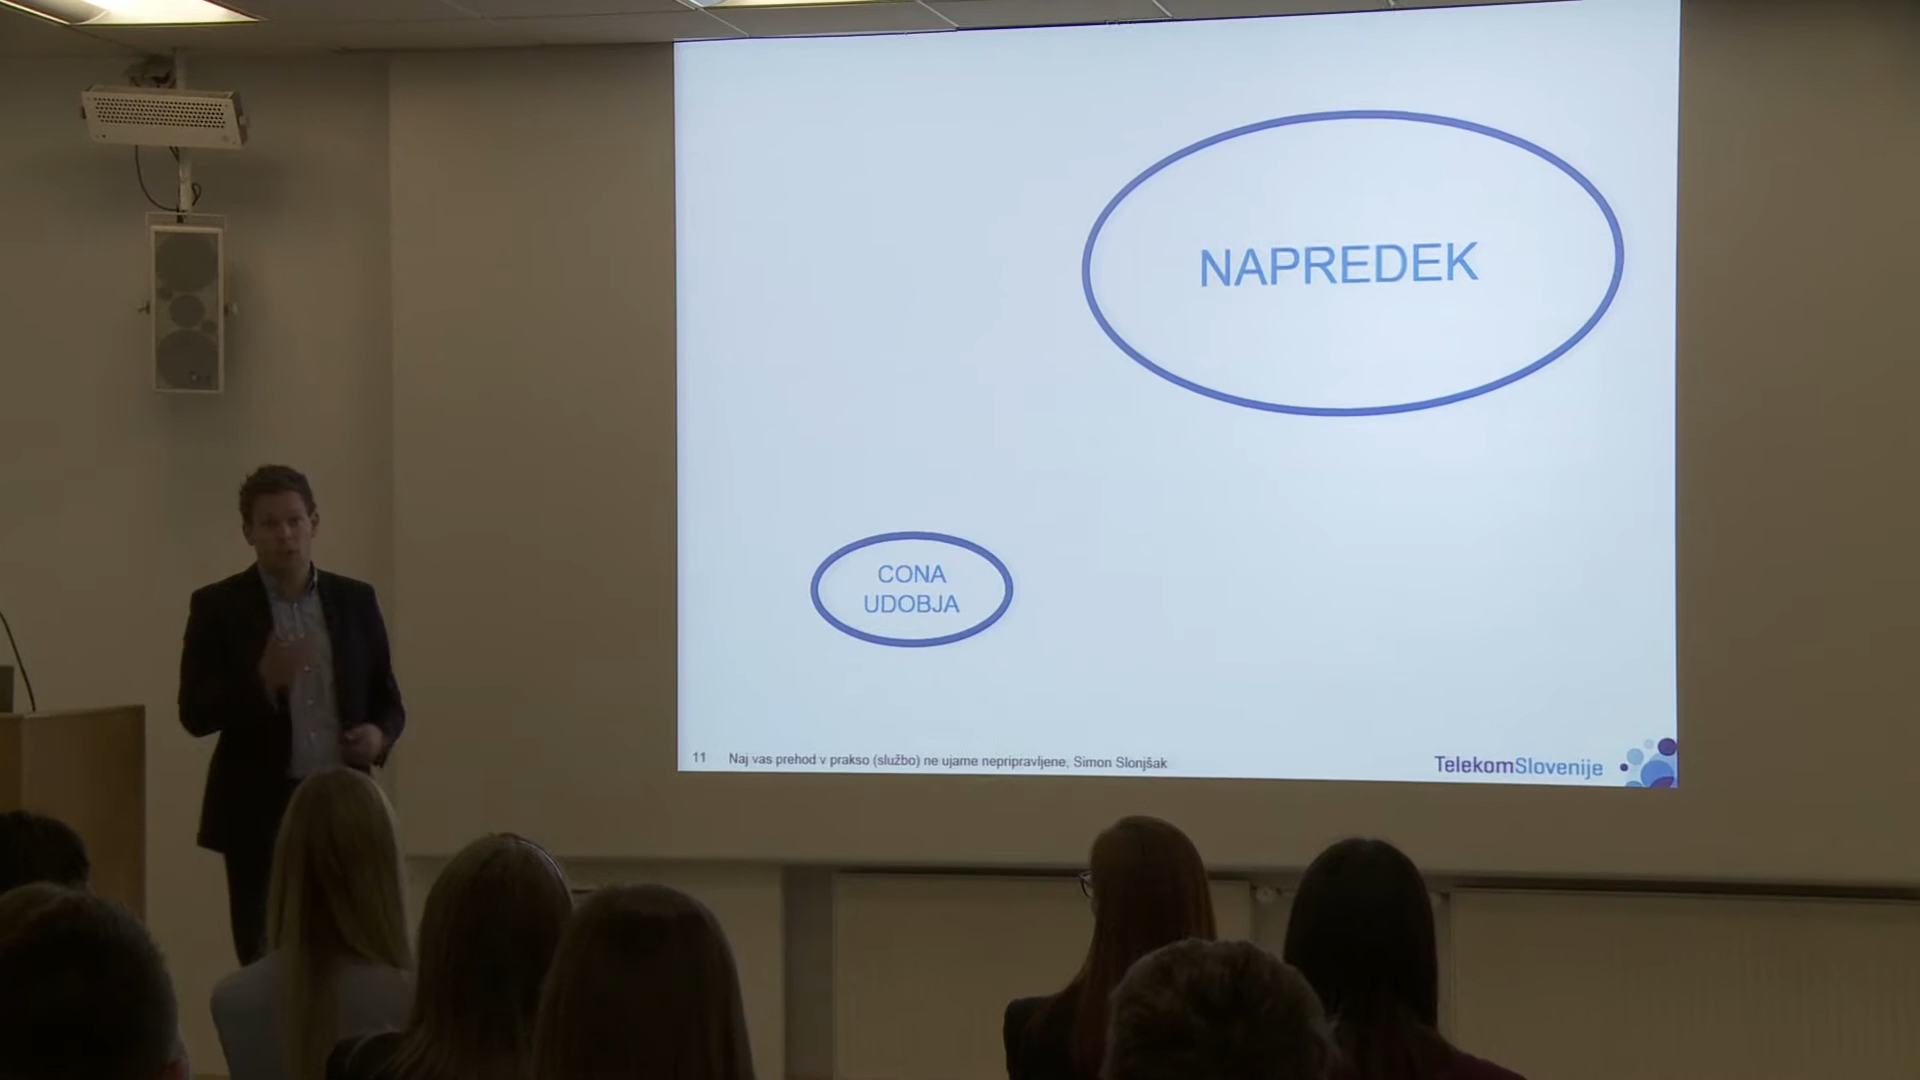 NAPREDEK
CONA
UDOBJA
11 Naj vas prehod v prakso (službo) ne ujame nepripravljene, Simon Slonjšak
TelekomSlovenije